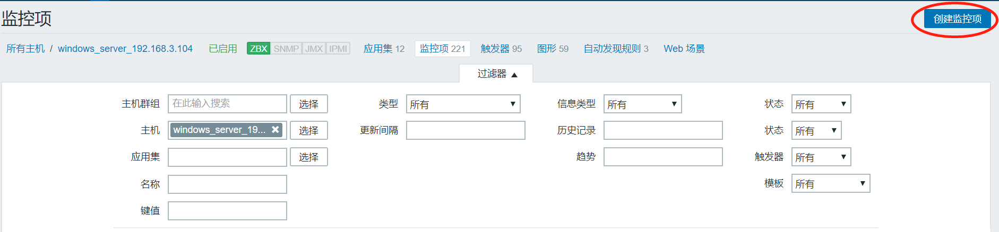 监控项
创建监控项
所有主机 / windows_server_192.168.3.104 已启用 ZBX SNMP JMX IPMI 应用集 12 监控项 221 触发器 95 图形 59 自动发现规则 3 Web 场景
过滤器 ▲
主机群组 在此输入搜索 选择 类型 所有 信息类型 所有 状态 所有
主机 windows_server_19... ✖ 选择 更新间隔 历史记录 状态 所有
应用集 选择 趋势 触发器 所有
名称 模板 所有
键值